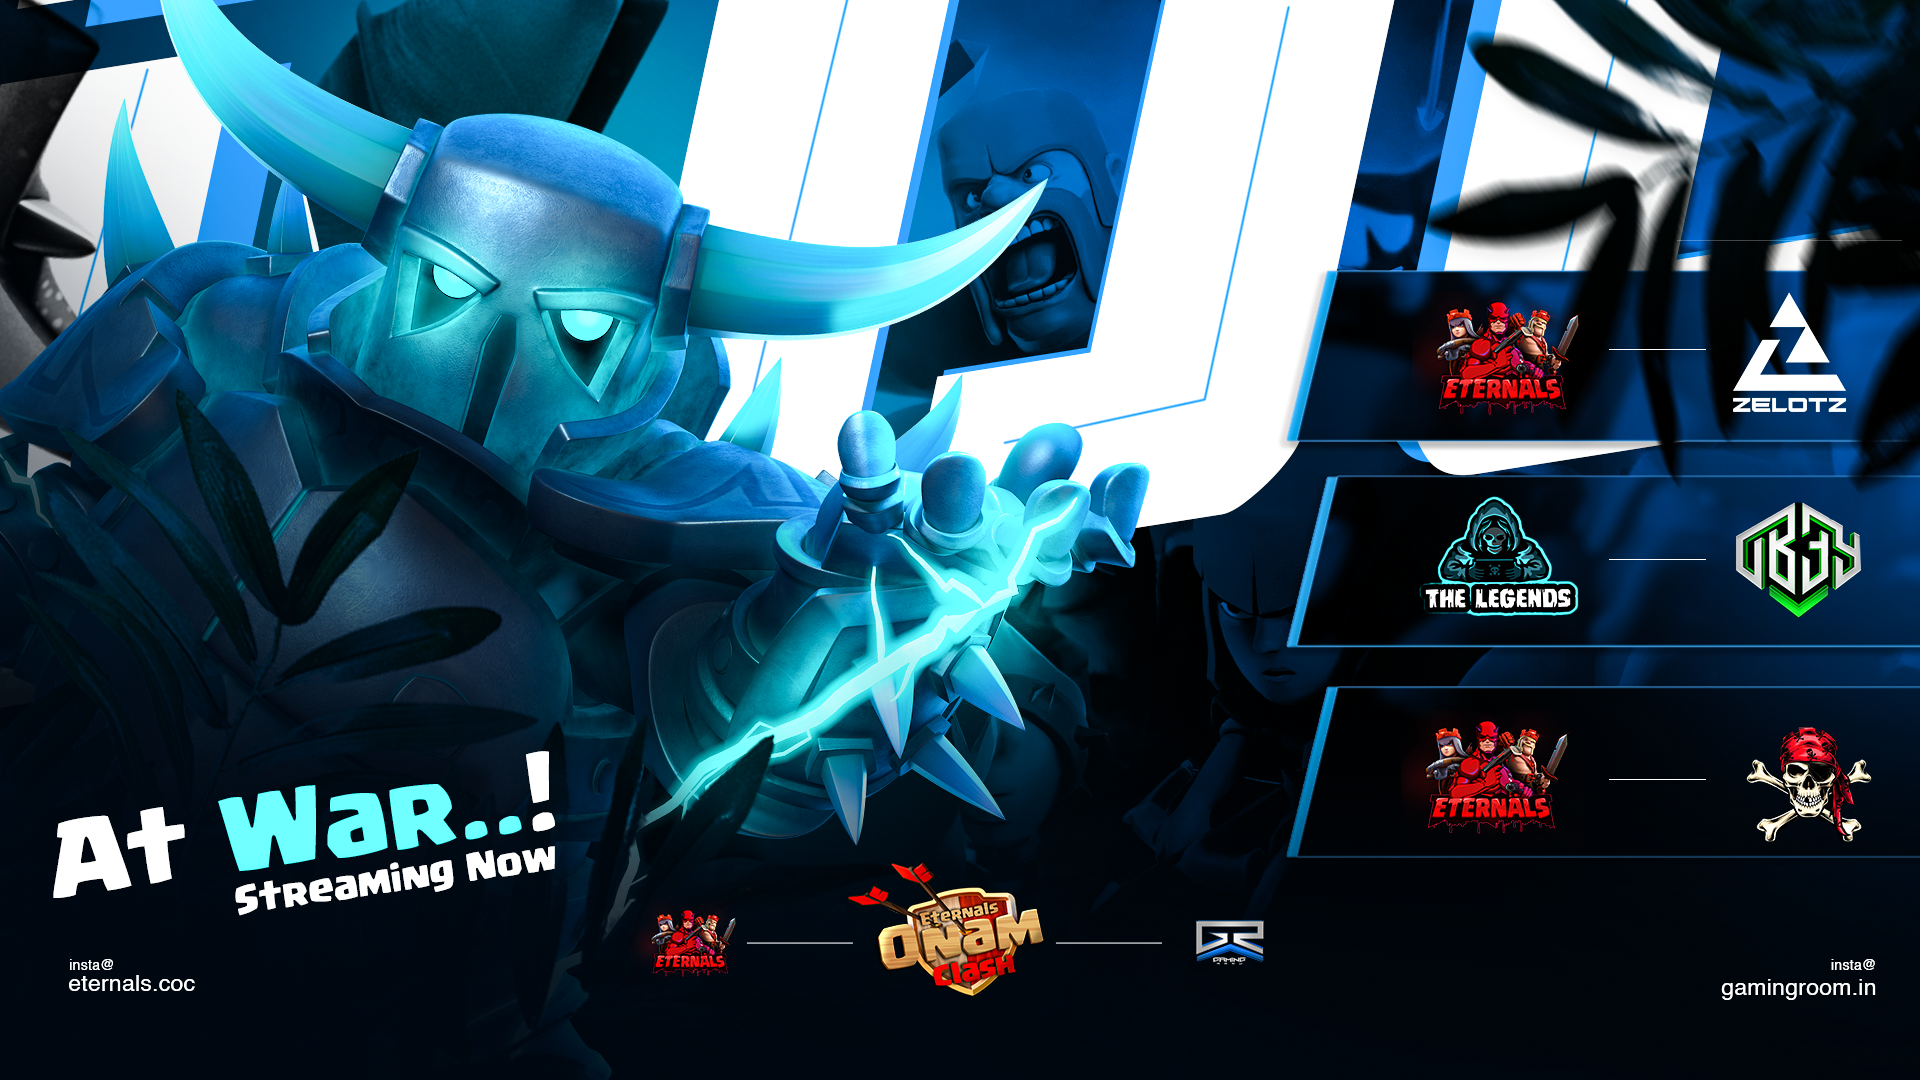 ETERNALS
ZELOTZ
THE LEGENDS
ETERNALS
At War..!
Streaming Now
ETERNALS
Eternals
Onam
Clash
GAMING
insta@
eternals.coc
insta@
gamingroom.in